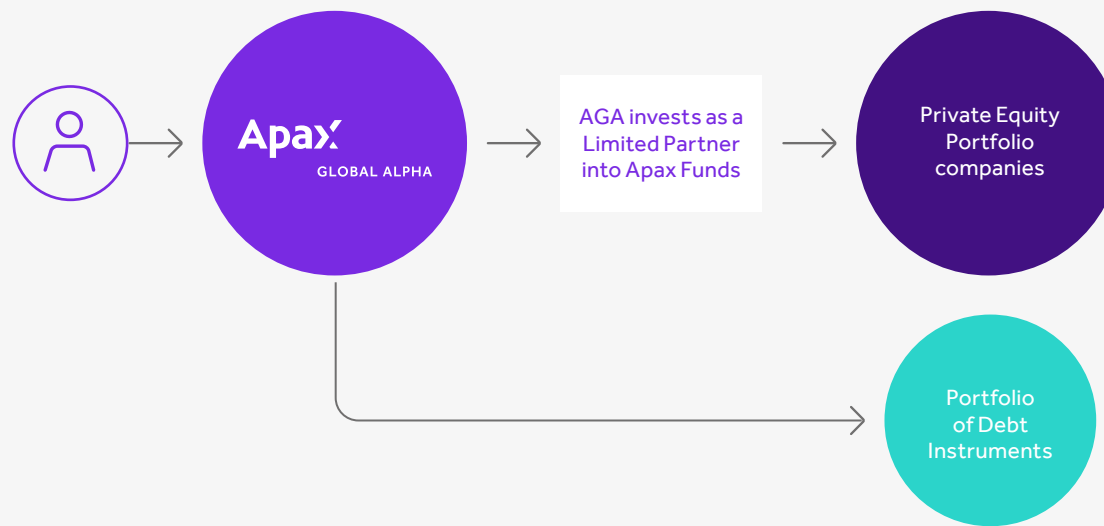 Apax
GLOBAL ALPHA
AGA invests as a
Limited Partner
into Apax Funds
Private Equity
Portfolio
companies
Portfolio
of Debt
Instruments